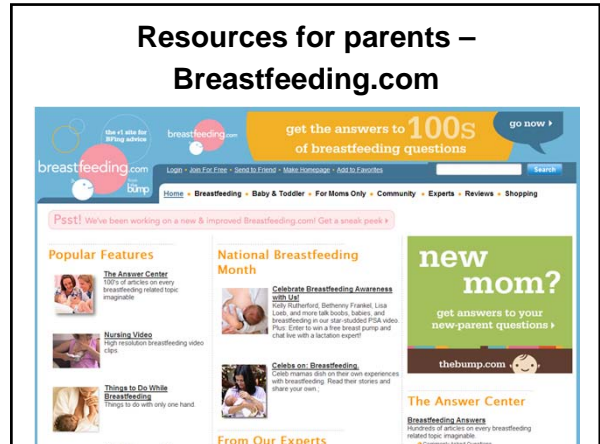 Resources for parents –
Breastfeeding.com
the #1 site for
BFing advice
breastfeeding.com
from
the
bump
breastfeeding.com
get the answers to 100s
of breastfeeding questions
go now
Login • Join For Free • Send to Friend • Make Homepage • Add to Favorites
Search
Home • Breastfeeding • Baby & Toddler • For Moms Only • Community • Experts • Reviews • Shopping
Psst! We've been working on a new & improved Breastfeeding.com! Get a sneak peek
Popular Features
The Answer Center
100's of articles on every
breastfeeding related topic
imaginable
Nursing Video
High resolution breastfeeding video
clips.
Things to Do While
Breastfeeding
Things to do with only one hand.
National Breastfeeding
Month
Celebrate Breastfeeding Awareness
with Us!
Kelly Rutherford, Bethenny Frankel, Lisa
Loeb, and more talk boobs, babies, and
breastfeeding in our star-studded PSA video.
Plus: Enter to win a free breast pump and
chat live with a lactation expert!
Celebs on: Breastfeeding.
Celeb mamas dish on their own experiences
with breastfeeding. Read their stories and
share your own.;
From Our Experts
new
mom?
get answers to your
new-parent questions
thebump.com
The Answer Center
Breastfeeding Answers
Hundreds of articles on every breastfeeding
related topic imaginable.
Commonly Asked Questions